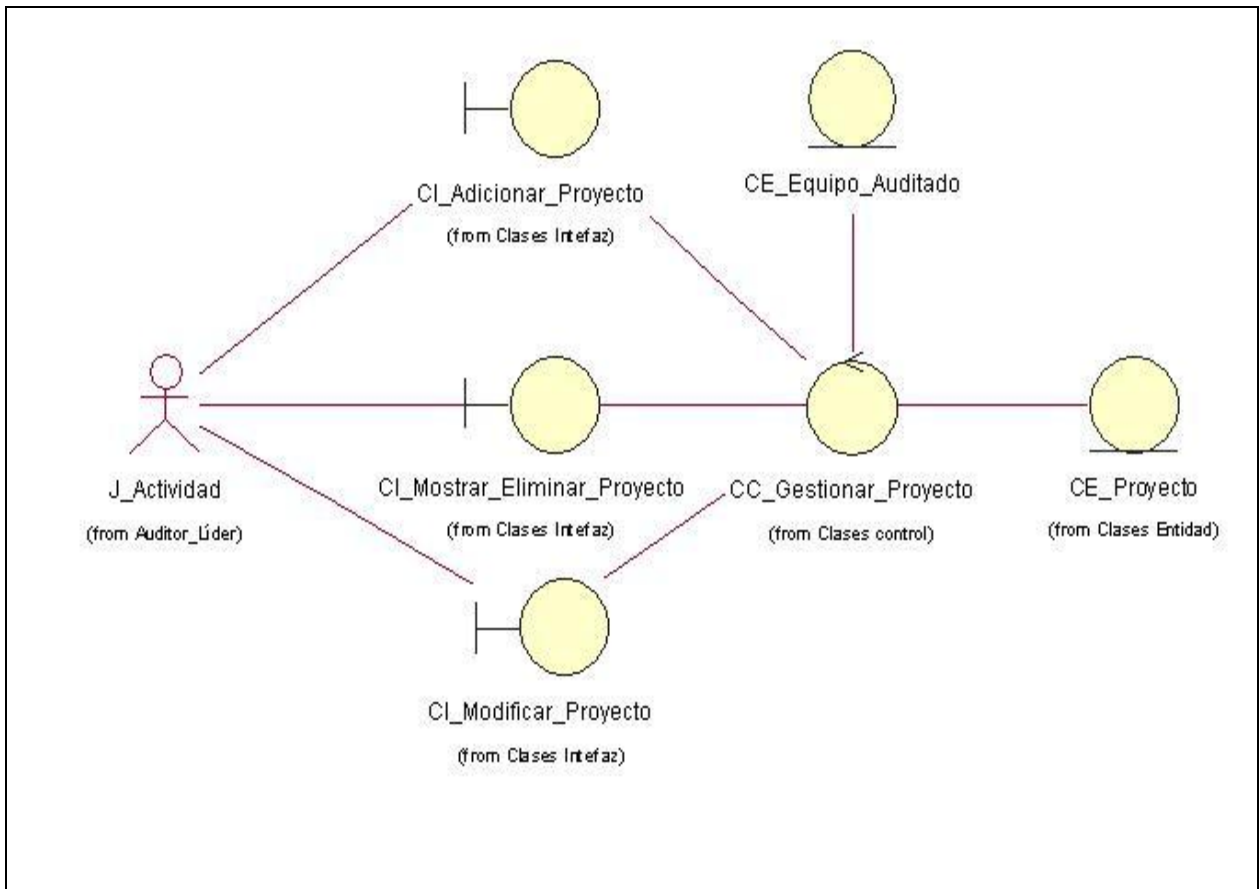 CI_Adicionar_Proyecto
(from Clases Intefaz)
CE_Equipo_Auditado
J_Actividad
(from Auditor_Líder)
CI_Mostrar_Eliminar_Proyecto
(from Clases Intefaz)
CC_Gestionar_Proyecto
(from Clases control)
CE_Proyecto
(from Clases Entidad)
CI_Modificar_Proyecto
(from Clases Intefaz)